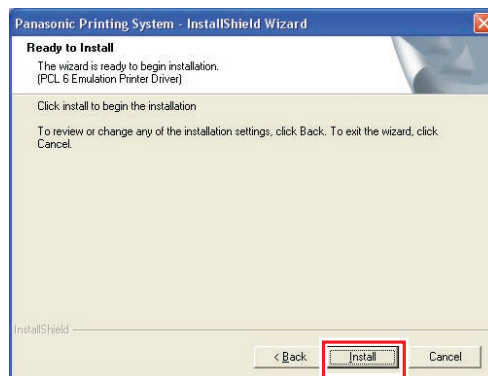 Panasonic Printing System - InstallShield Wizard
Ready to Install
The wizard is ready to begin installation.
(PCL 6 Emulation Printer Driver)
Click install to begin the installation
To review or change any of the installation settings, click Back. To exit the wizard, click
Cancel.
InstallShield
< Back Install Cancel